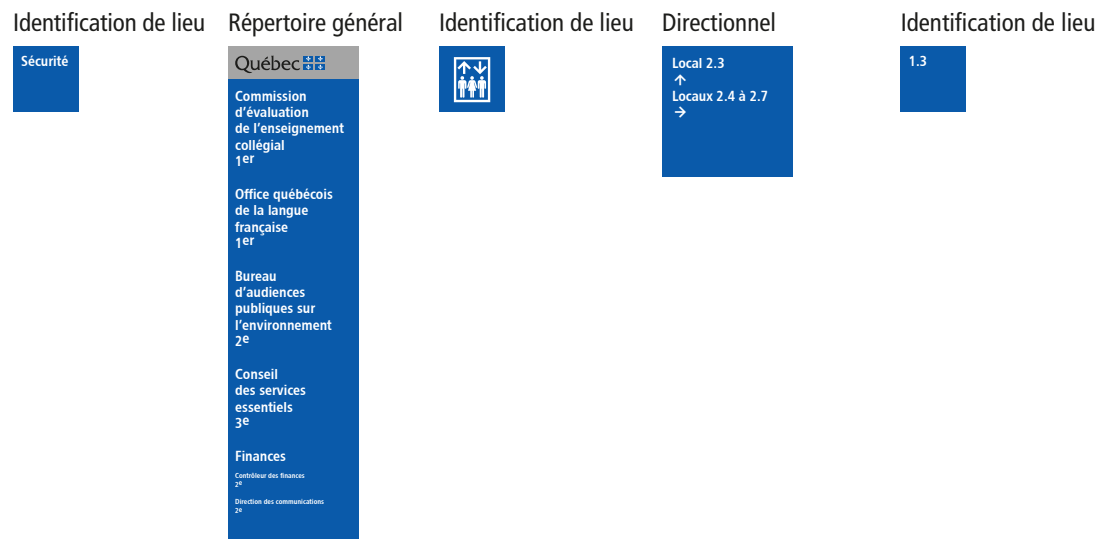 Identification de lieu
Sécurité
Répertoire général
Québec
Commission
d'évaluation
de l'enseignement
collégial
1er
Office québécois
de la langue
française
1er
Bureau
d'audiences
publiques sur
l'environnement
2e
Conseil
des services
essentiels
3e
Finances
Contrôleur des finances
2e
Direction des communications
2e
Identification de lieu
Directionnel
Local 2.3
↑
Locaux 2.4 à 2.7
→
Identification de lieu
1.3